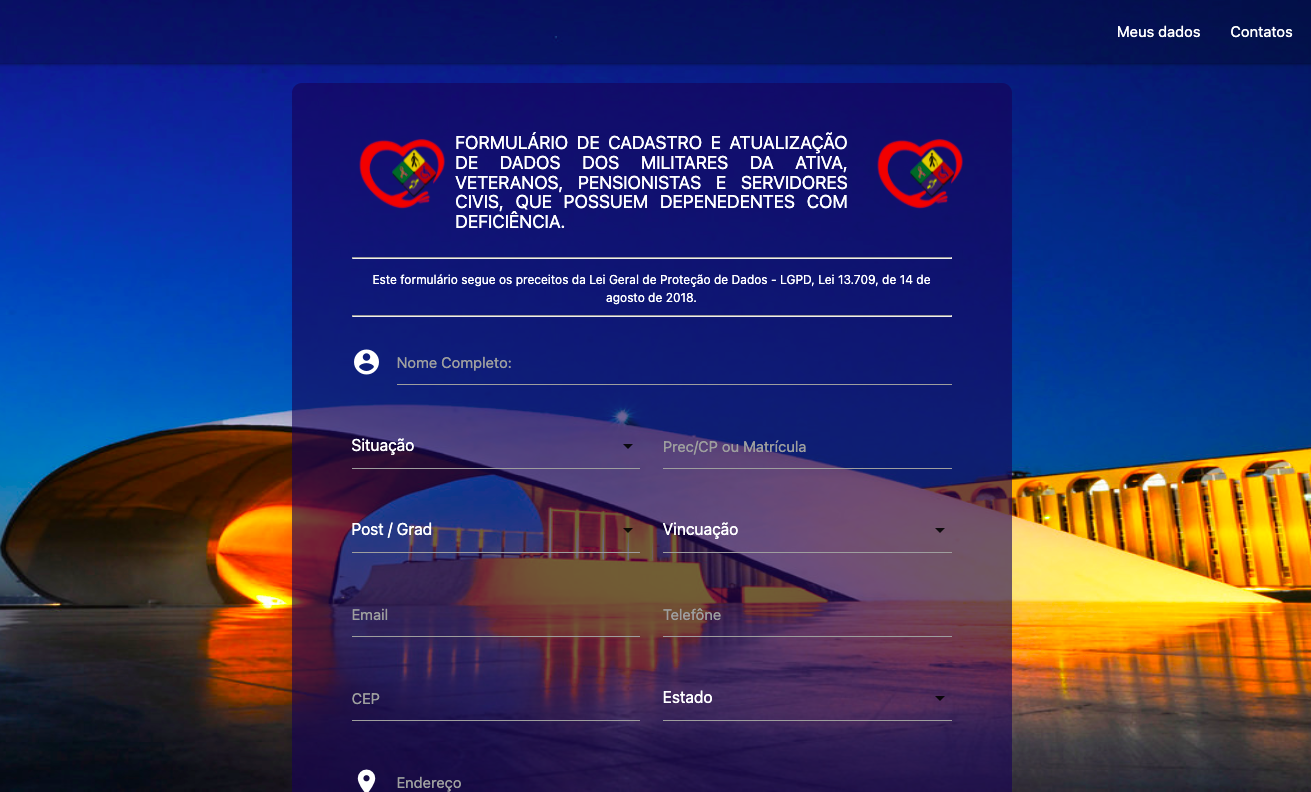 Meus dados Contatos
FORMULÁRIO DE CADASTRO E ATUALIZAÇÃO
DE DADOS DOS MILITARES DA ATIVA,
VETERANOS, PENSIONISTAS E SERVIDORES
CIVIS, QUE POSSUEM DEPENEDENTES COM
DEFICIÊNCIA.
Este formulário segue os preceitos da Lei Geral de Proteção de Dados - LGPD, Lei 13.709, de 14 de
agosto de 2018.
Nome Completo:
Situação Prec/CP ou Matrícula
Post / Grad Vincuação
Email Telefône
CEP Estado
Endereço